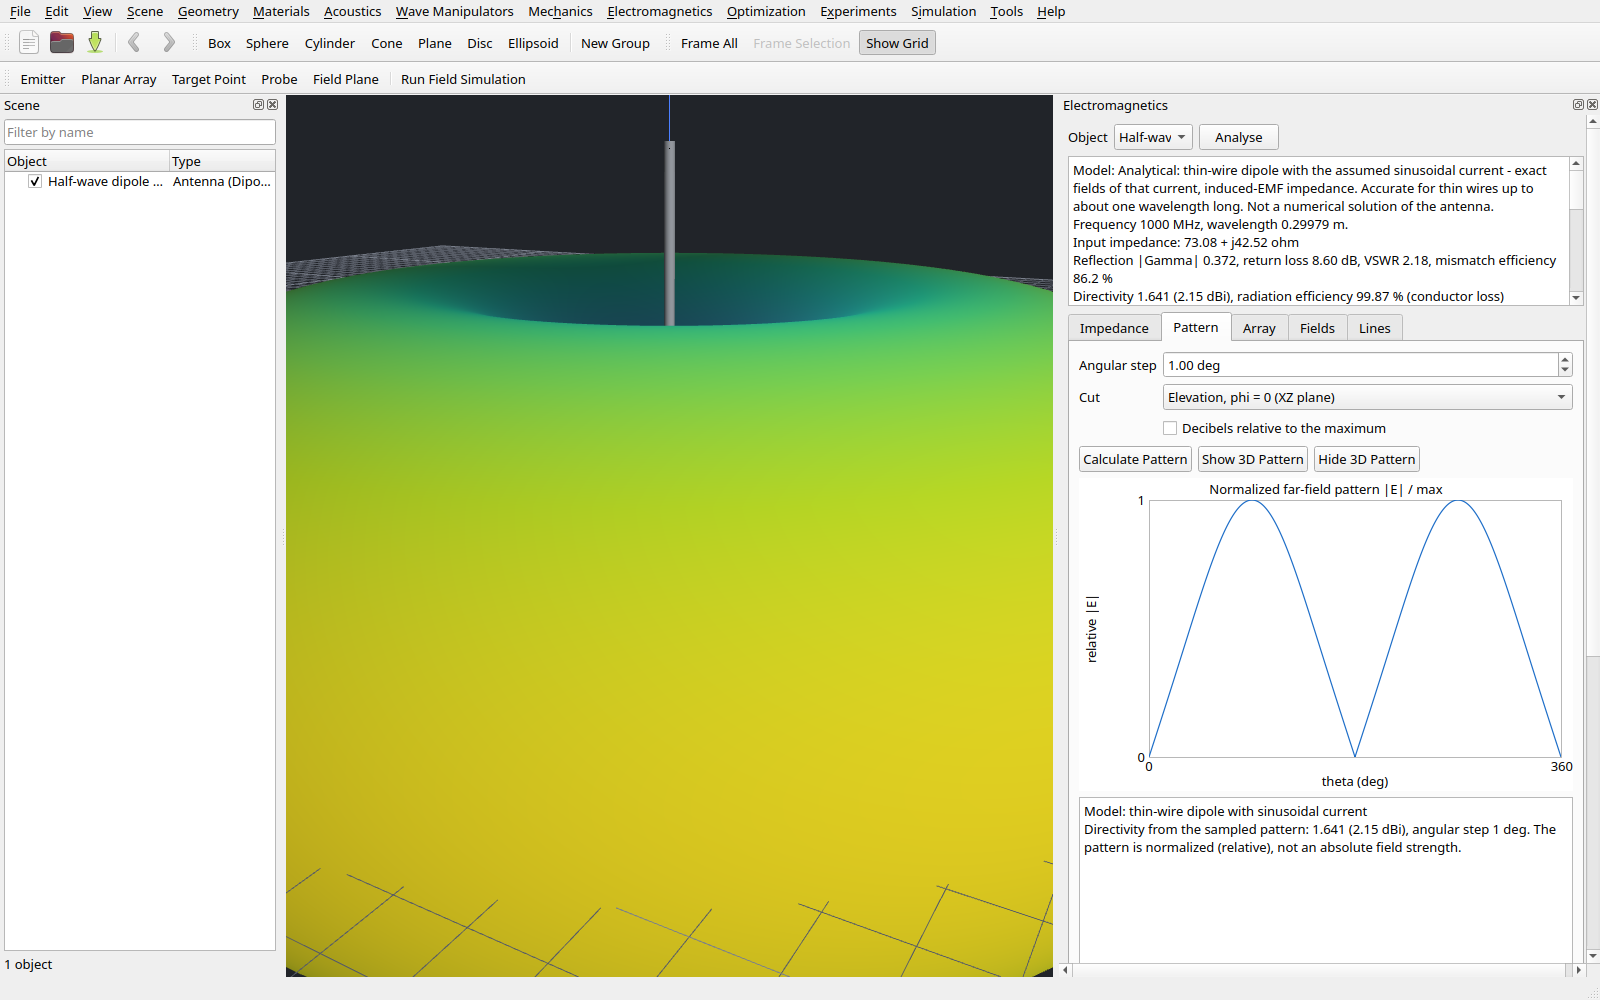 File Edit View Scene Geometry Materials Acoustics Wave Manipulators Mechanics Electromagnetics Optimization Experiments Simulation Tools Help
Box Sphere Cylinder Cone Plane Disc Ellipsoid New Group Frame All Frame Selection Show Grid
Emitter Planar Array Target Point Probe Field Plane Run Field Simulation
Scene
Filter by name
Object Type
Half-wave dipole ... Antenna (Dipo...
1 object
Electromagnetics
Object Half-wav Analyse
Model: Analytical: thin-wire dipole with the assumed sinusoidal current - exact
fields of that current, induced-EMF impedance. Accurate for thin wires up to
about one wavelength long. Not a numerical solution of the antenna.
Frequency 1000 MHz, wavelength 0.29979 m.
Input impedance: 73.08 + j42.52 ohm
Reflection |Gamma| 0.372, return loss 8.60 dB, VSWR 2.18, mismatch efficiency
86.2 %
Directivity 1.641 (2.15 dBi), radiation efficiency 99.87 % (conductor loss)
Impedance Pattern Array Fields Lines
Angular step 1.00 deg
Cut Elevation, phi = 0 (XZ plane)
Decibels relative to the maximum
Calculate Pattern Show 3D Pattern Hide 3D Pattern
Normalized far-field pattern |E| / max
1
relative |E|
0
0 360
theta (deg)
Model: thin-wire dipole with sinusoidal current
Directivity from the sampled pattern: 1.641 (2.15 dBi), angular step 1 deg. The
pattern is normalized (relative), not an absolute field strength.